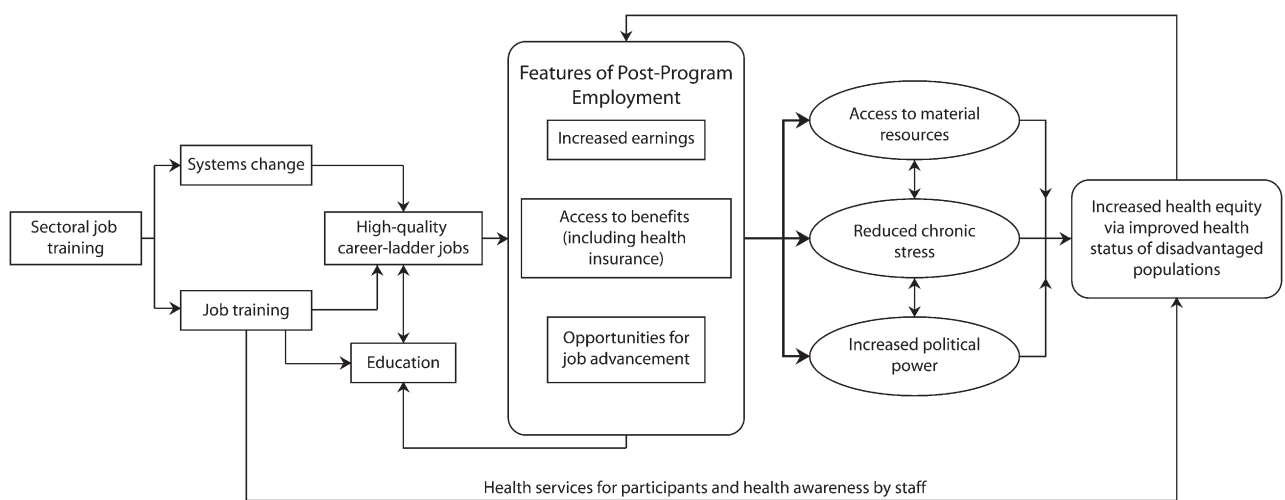 Sectoral job
training
Systems change
Job training
High-quality
career-ladder jobs
Education
Features of Post-Program
Employment
Increased earnings
Access to benefits
(including health
insurance)
Opportunities for
job advancement
Access to material
resources
Reduced chronic
stress
Increased political
power
Increased health equity
via improved health
status of disadvantaged
populations
Health services for participants and health awareness by staff